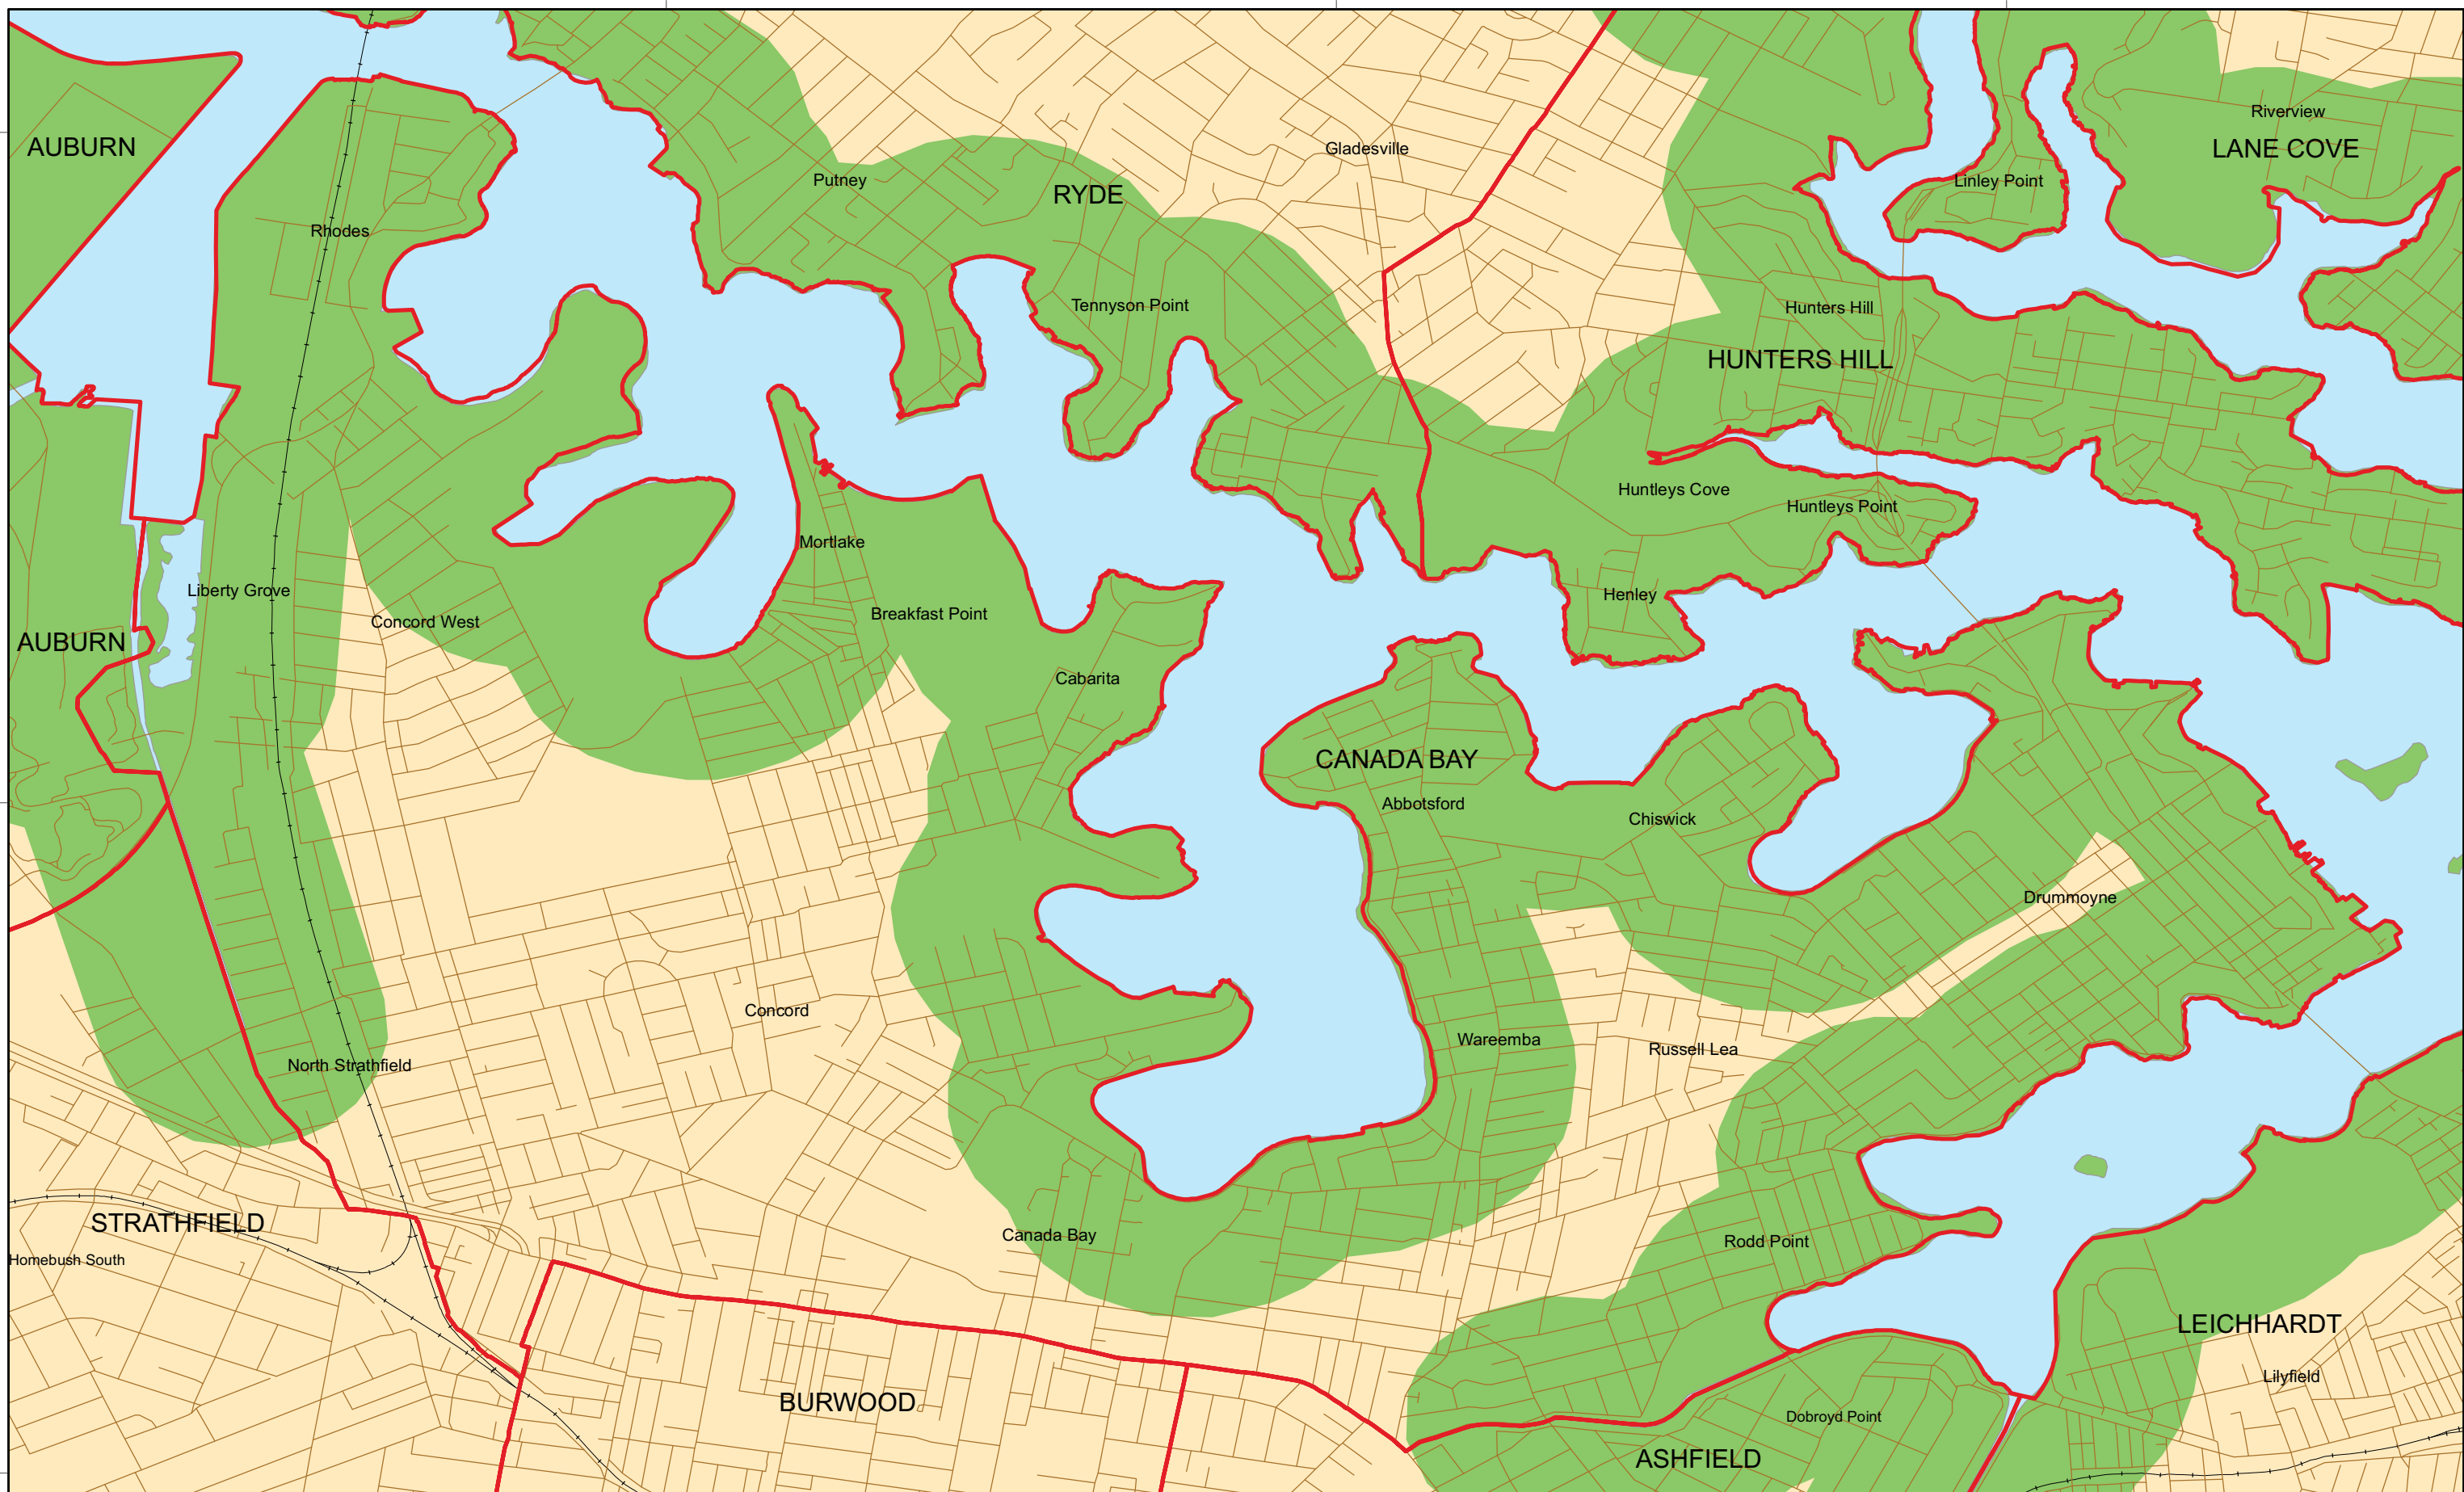 Riverview
AUBURN
Gladesville
LANE COVE
Putney
Linley Point
RYDE
Rhodes
Tennyson Point
Hunters Hill
HUNTERS HILL
Huntleys Cove
Huntleys Point
Mortlake
Liberty Grove
Henley
Breakfast Point
Concord West
AUBURN
Cabarita
CANADA BAY
Abbotsford
Chiswick
Drummoyne
Concord
Wareemba
Russell Lea
North Strathfield
STRATHFIELD
Canada Bay
Rodd Point
Homebush South
LEICHHARDT
Lilyfield
BURWOOD
Dobroyd Point
ASHFIELD